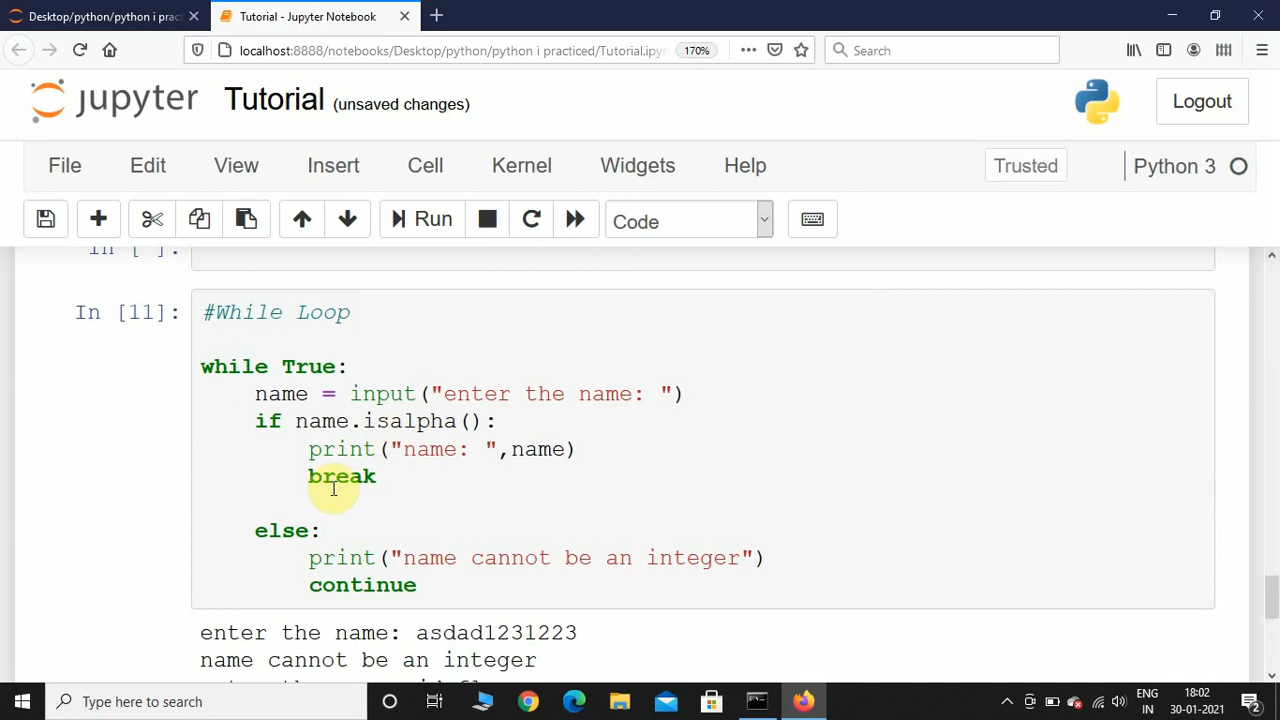 Desktop/python/python i prac
Tutorial - Jupyter Notebook
localhost:8888/notebooks/Desktop/python/python i practiced/Tutorial.ipyn
170%
Search
jupyter
Tutorial (unsaved changes)
Logout
File Edit View Insert Cell Kernel Widgets Help
Trusted
Python 3
Run
Code
In [ ]:
In [11]:
#While Loop
while True:
name = input("enter the name: ")
if name.isalpha():
print("name: ",name)
break
else:
print("name cannot be an integer")
continue
enter the name: asdad1231223
name cannot be an integer
Type here to search
ENG
IN
18:02
30-01-2021
2